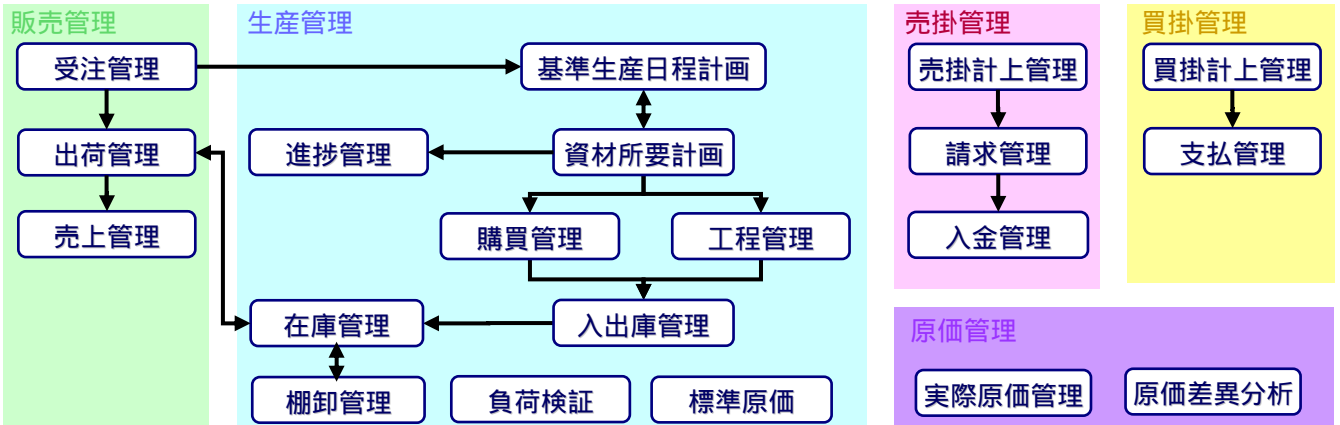 販売管理
受注管理
出荷管理
売上管理
生産管理
基準生産日程計画
進捗管理
資材所要計画
購買管理
工程管理
在庫管理
入出庫管理
棚卸管理
負荷検証
標準原価
売掛管理
売掛計上管理
請求管理
入金管理
買掛管理
買掛計上管理
支払管理
原価管理
実際原価管理
原価差異分析